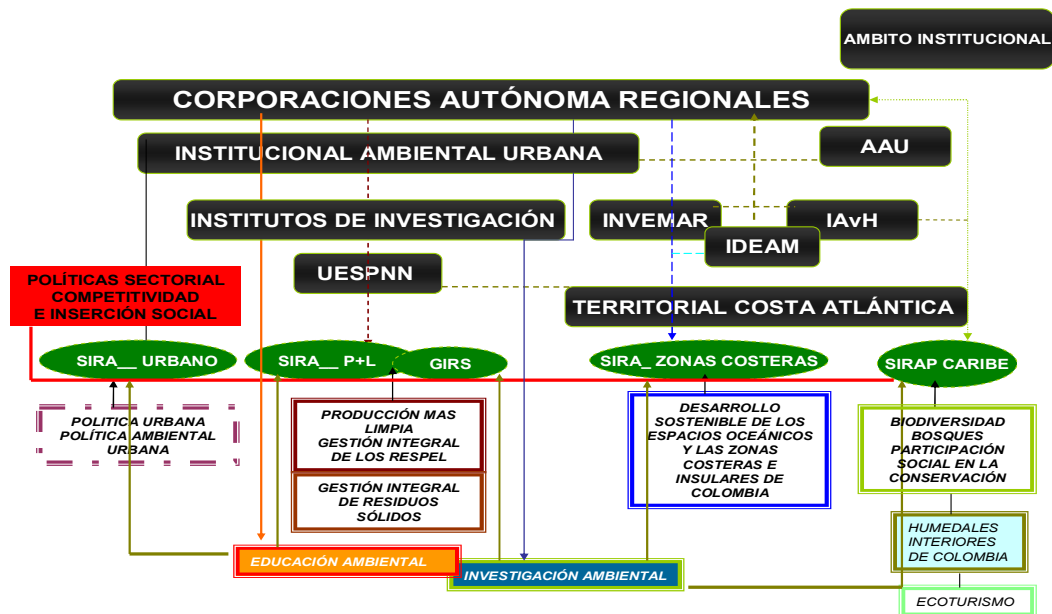 AMBITO INSTITUCIONAL
CORPORACIONES AUTÓNOMA REGIONALES
INSTITUCIONAL AMBIENTAL URBANA
AAU
INSTITUTOS DE INVESTIGACIÓN
INVEMAR
IAvH
IDEAM
UESPNN
POLÍTICAS SECTORIAL
COMPETITIVIDAD
E INSERCIÓN SOCIAL
TERRITORIAL COSTA ATLÁNTICA
SIRA__ URBANO
SIRA__ P+L
GIRS
SIRA_ ZONAS COSTERAS
SIRAP CARIBE
POLITICA URBANA
POLÍTICA AMBIENTAL
URBANA
PRODUCCIÓN MAS
LIMPIA
GESTIÓN INTEGRAL
DE LOS RESPEL
GESTIÓN INTEGRAL
DE RESIDUOS
SÓLIDOS
DESARROLLO
SOSTENIBLE DE LOS
ESPACIOS OCEÁNICOS
Y LAS ZONAS
COSTERAS E
INSULARES DE
COLOMBIA
BIODIVERSIDAD
BOSQUES
PARTICIPACIÓN
SOCIAL EN LA
CONSERVACIÓN
HUMEDALES
INTERIORES
DE COLOMBIA
EDUCACIÓN AMBIENTAL
INVESTIGACIÓN AMBIENTAL
ECOTURISMO